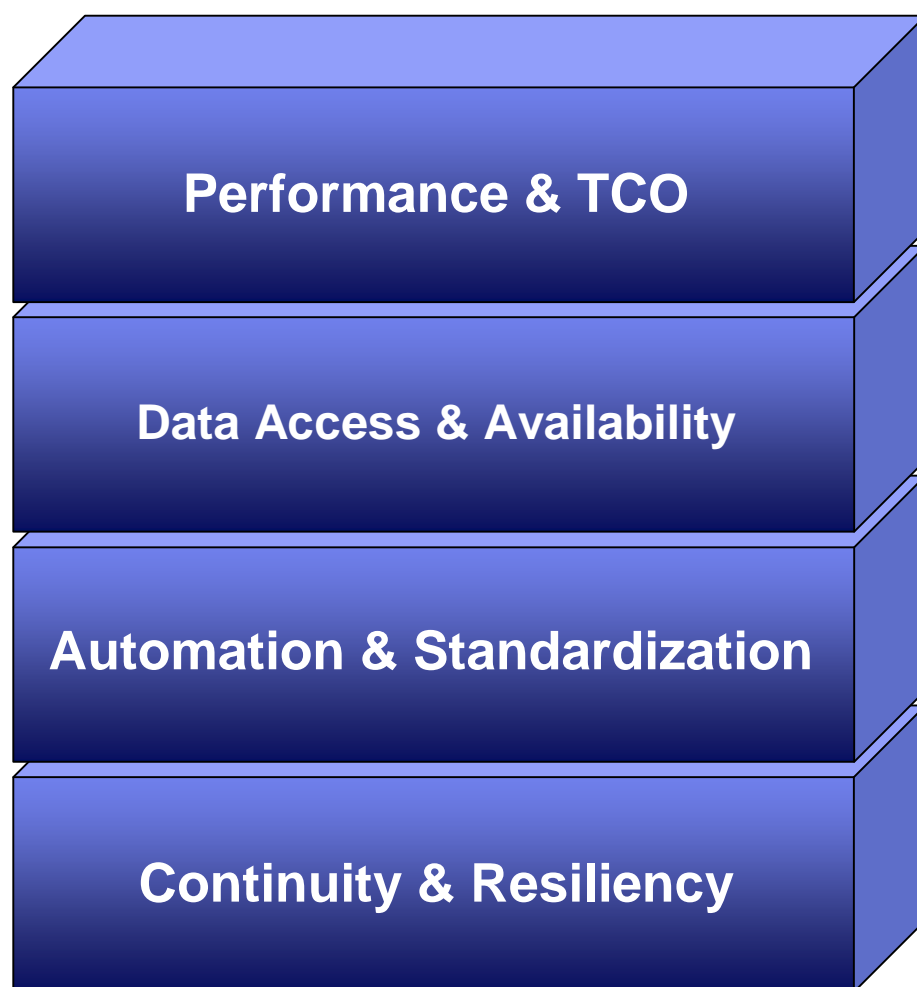 Performance & TCO
Data Access & Availability
Automation & Standardization
Continuity & Resiliency